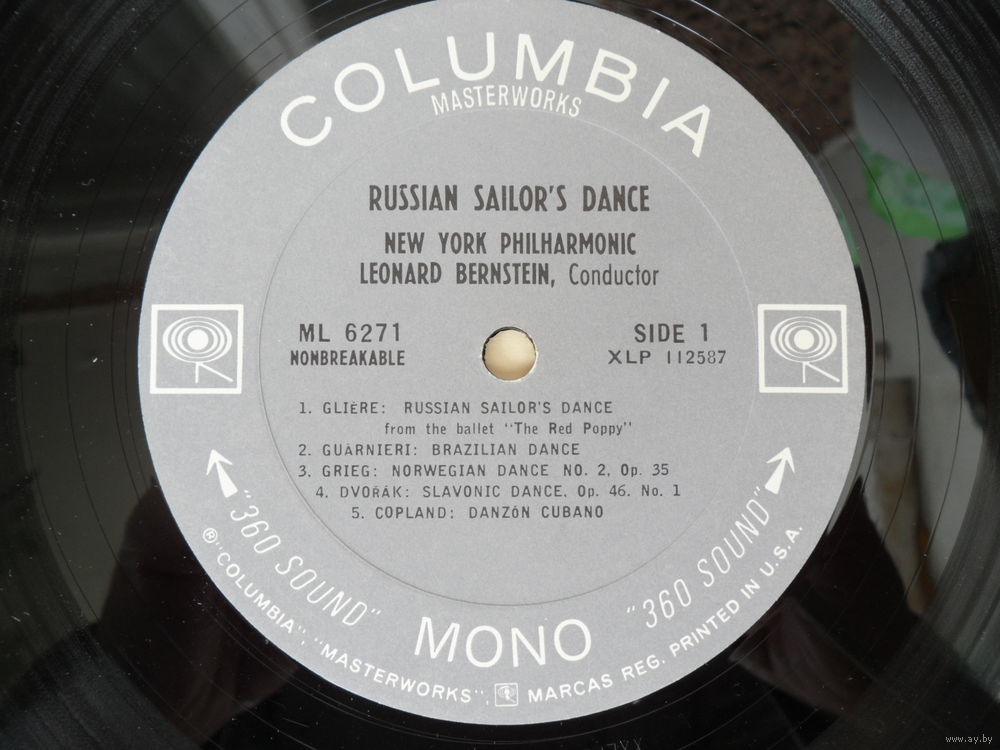 COLUMBIA
MASTERWORKS
RUSSIAN SAILOR'S DANCE
NEW YORK PHILHARMONIC
LEONARD BERNSTEIN, Conductor
ML 6271
NONBREAKABLE
SIDE 1
XLP 112587
1. GLIÈRE: RUSSIAN SAILOR'S DANCE
from the ballet "The Red Poppy"
2. GUARNIERI: BRAZILIAN DANCE
3. GRIEG: NORWEGIAN DANCE NO. 2, Op. 35
4. DVOŘÁK: SLAVONIC DANCE, Op. 46, No. 1
5. COPLAND: DANZÓN CUBANO
"360 SOUND"
MONO
"360 SOUND"
®"COLUMBIA", "MASTERWORKS", MARCAS REG. PRINTED IN U.S.A.
www.ay.by